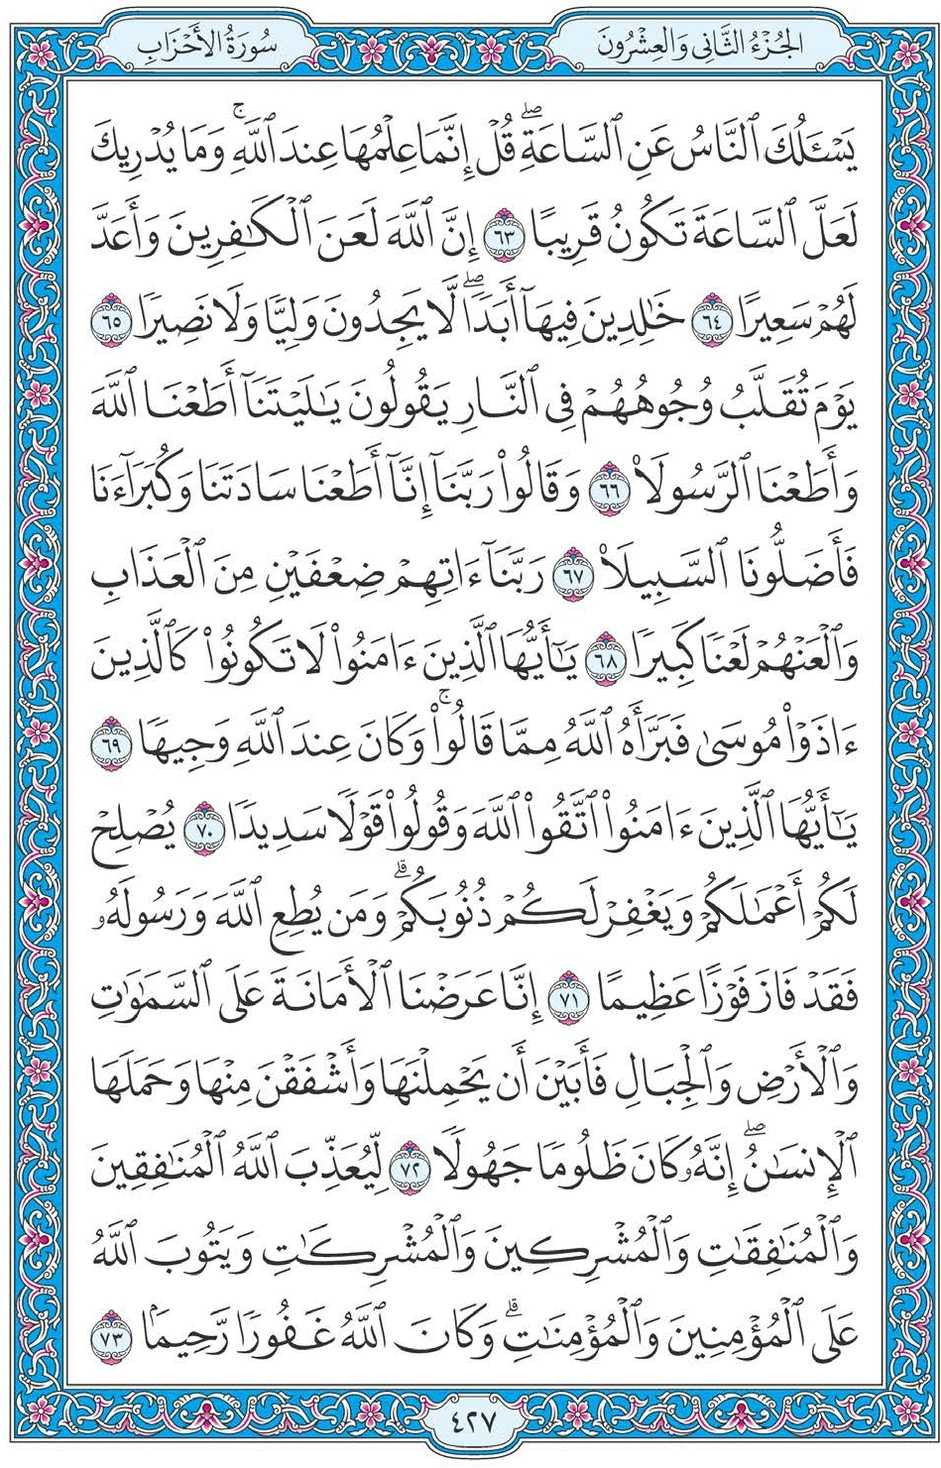 الجُزْءُ الثَّانِي وَالعِشْرُونَ
سُورَةُ الأَحْزَابِ
يَسْـَٔلُكَ ٱلنَّاسُ عَنِ ٱلسَّاعَةِۖ قُلْ إِنَّمَا عِلْمُهَا عِندَ ٱللَّهِۚ وَمَا يُدْرِيكَ
لَعَلَّ ٱلسَّاعَةَ تَكُونُ قَرِيبًا ٦٣ إِنَّ ٱللَّهَ لَعَنَ ٱلْكَٰفِرِينَ وَأَعَدَّ
لَهُمْ سَعِيرًا ٦٤ خَٰلِدِينَ فِيهَآ أَبَدًاۖ لَّا يَجِدُونَ وَلِيًّا وَلَا نَصِيرًا ٦٥
يَوْمَ تُقَلَّبُ وُجُوهُهُمْ فِى ٱلنَّارِ يَقُولُونَ يَٰلَيْتَنَآ أَطَعْنَا ٱللَّهَ
وَأَطَعْنَا ٱلرَّسُولَا۠ ٦٦ وَقَالُوا۟ رَبَّنَآ إِنَّآ أَطَعْنَا سَادَتَنَا وَكُبَرَآءَنَا
فَأَضَلُّونَا ٱلسَّبِيلَا۠ ٦٧ رَبَّنَآ ءَاتِهِمْ ضِعْفَيْنِ مِنَ ٱلْعَذَابِ
وَٱلْعَنْهُمْ لَعْنًا كَبِيرًا ٦٨ يَٰٓأَيُّهَا ٱلَّذِينَ ءَامَنُوا۟ لَا تَكُونُوا۟ كَٱلَّذِينَ
ءَاذَوْا۟ مُوسَىٰ فَبَرَّأَهُ ٱللَّهُ مِمَّا قَالُوا۟ۚ وَكَانَ عِندَ ٱللَّهِ وَجِيهًا ٦٩
يَٰٓأَيُّهَا ٱلَّذِينَ ءَامَنُوا۟ ٱتَّقُوا۟ ٱللَّهَ وَقُولُوا۟ قَوْلًا سَدِيدًا ٧٠ يُصْلِحْ
لَكُمْ أَعْمَٰلَكُمْ وَيَغْفِرْ لَكُمْ ذُنُوبَكُمْۗ وَمَن يُطِعِ ٱللَّهَ وَرَسُولَهُۥ
فَقَدْ فَازَ فَوْزًا عَظِيمًا ٧١ إِنَّا عَرَضْنَا ٱلْأَمَانَةَ عَلَى ٱلسَّمَٰوَٰتِ
وَٱلْأَرْضِ وَٱلْجِبَالِ فَأَبَيْنَ أَن يَحْمِلْنَهَا وَأَشْفَقْنَ مِنْهَا وَحَمَلَهَا
ٱلْإِنسَٰنُۖ إِنَّهُۥ كَانَ ظَلُومًا جَهُولًا ٧٢ لِّيُعَذِّبَ ٱللَّهُ ٱلْمُنَٰفِقِينَ
وَٱلْمُنَٰفِقَٰتِ وَٱلْمُشْرِكِينَ وَٱلْمُشْرِكَٰتِ وَيَتُوبَ ٱللَّهُ
عَلَى ٱلْمُؤْمِنِينَ وَٱلْمُؤْمِنَٰتِۗ وَكَانَ ٱللَّهُ غَفُورًا رَّحِيمًۢا ٧٣
٤٢٧